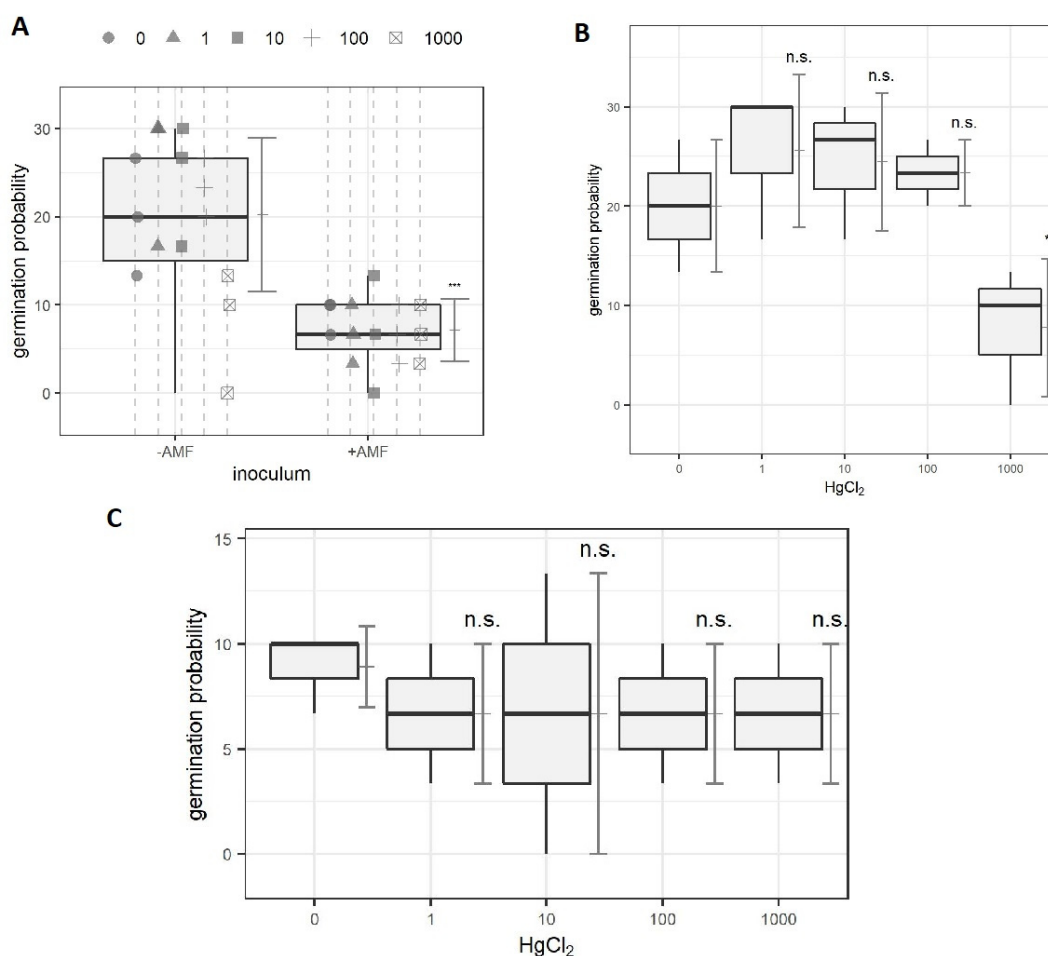 A
0 1 10 100 1000
germination probability
30
20
10
0
***
-AMF +AMF
inoculum
B
germination probability
30
20
10
0
n.s.
n.s.
n.s.
*
0 1 10 100 1000
HgCl₂
C
germination probability
15
10
5
0
n.s.
n.s. n.s. n.s.
0 1 10 100 1000
HgCl₂